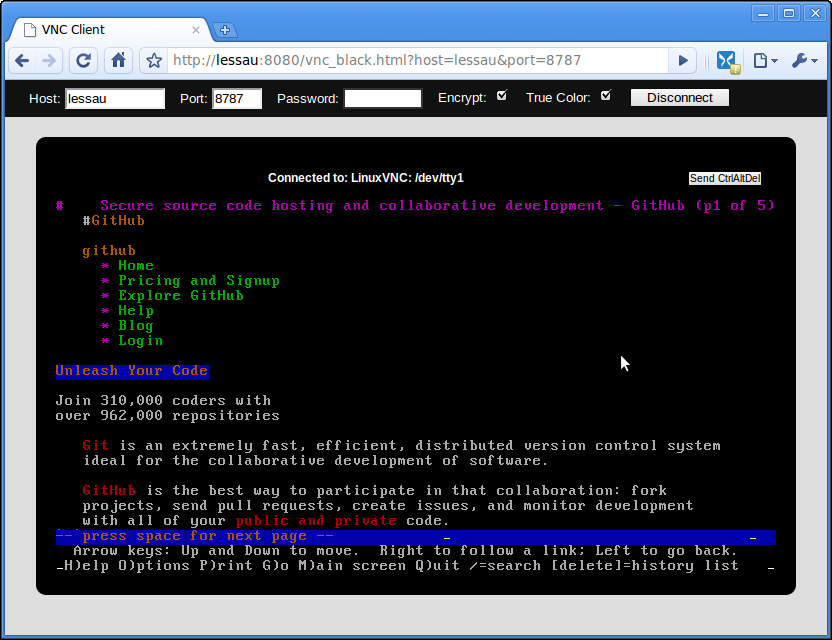 VNC Client
http://lessau:8080/vnc_black.html?host=lessau&port=8787
Host: lessau Port: 8787 Password: Encrypt: True Color: Disconnect
Connected to: LinuxVNC: /dev/tty1 Send CtrlAltDel
# Secure source code hosting and collaborative development - GitHub (p1 of 5)
#GitHub
github
* Home
* Pricing and Signup
* Explore GitHub
* Help
* Blog
* Login
Unleash Your Code
Join 310,000 coders with
over 962,000 repositories
Git is an extremely fast, efficient, distributed version control system
ideal for the collaborative development of software.
GitHub is the best way to participate in that collaboration: fork
projects, send pull requests, create issues, and monitor development
with all of your public and private code.
-- press space for next page --
Arrow keys: Up and Down to move. Right to follow a link; Left to go back.
H)elp O)ptions P)rint G)o M)ain screen Q)uit /=search [delete]=history list